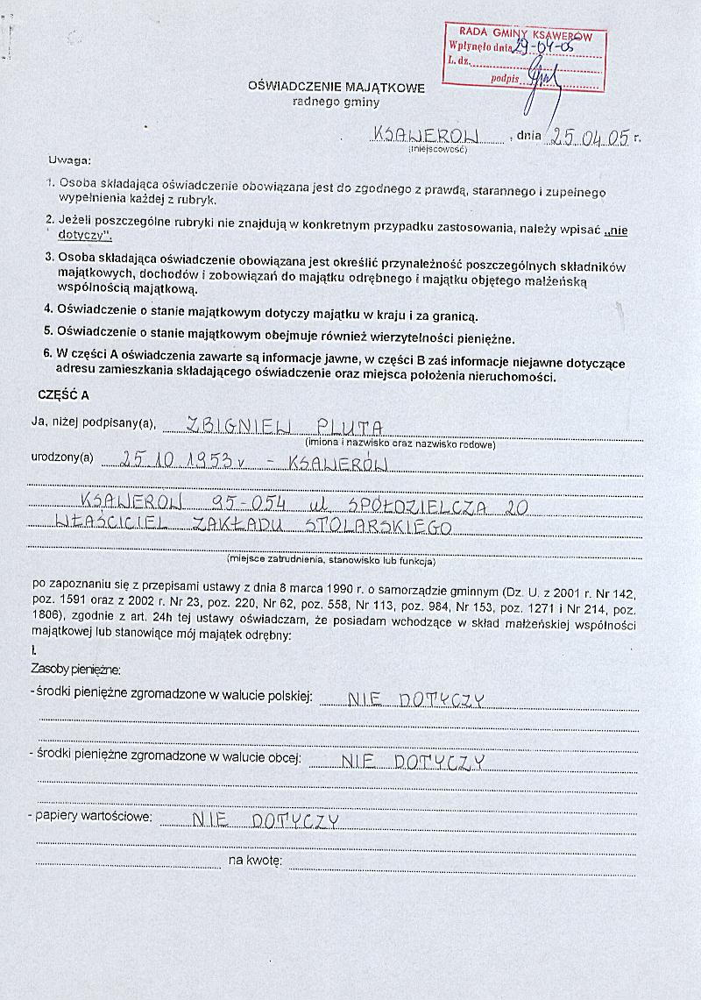 RADA GMINY KSAWERÓW
Wpłynęło dnia 29-04-05
L. dz.
podpis
OŚWIADCZENIE MAJĄTKOWE
radnego gminy
KSAWERÓW, dnia 25 04 05 r.
(miejscowość)
Uwaga:
1. Osoba składająca oświadczenie obowiązana jest do zgodnego z prawdą, starannego i zupełnego
wypełnienia każdej z rubryk.
2. Jeżeli poszczególne rubryki nie znajdują w konkretnym przypadku zastosowania, należy wpisać „nie
dotyczy".
3. Osoba składająca oświadczenie obowiązana jest określić przynależność poszczególnych składników
majątkowych, dochodów i zobowiązań do majątku odrębnego i majątku objętego małżeńską
wspólnością majątkową.
4. Oświadczenie o stanie majątkowym dotyczy majątku w kraju i za granicą.
5. Oświadczenie o stanie majątkowym obejmuje również wierzytelności pieniężne.
6. W części A oświadczenia zawarte są informacje jawne, w części B zaś informacje niejawne dotyczące
adresu zamieszkania składającego oświadczenie oraz miejsca położenia nieruchomości.
CZĘŚĆ A
Ja, niżej podpisany(a), ZBIGNIEW PLUTA
(imiona i nazwisko oraz nazwisko rodowe)
urodzony(a) 25 10 1953 r - KSAWERÓW
KSAWERÓW 95-054 ul SPÓŁDZIELCZA 20
WŁAŚCICIEL ZAKŁADU STOLARSKIEGO
(miejsce zatrudnienia, stanowisko lub funkcja)
po zapoznaniu się z przepisami ustawy z dnia 8 marca 1990 r. o samorządzie gminnym (Dz. U. z 2001 r. Nr 142,
poz. 1591 oraz z 2002 r. Nr 23, poz. 220, Nr 62, poz. 558, Nr 113, poz. 984, Nr 153, poz. 1271 i Nr 214, poz.
1806), zgodnie z art. 24h tej ustawy oświadczam, że posiadam wchodzące w skład małżeńskiej wspólności
majątkowej lub stanowiące mój majątek odrębny:
I.
Zasoby pieniężne:
- środki pieniężne zgromadzone w walucie polskiej: NIE DOTYCZY
- środki pieniężne zgromadzone w walucie obcej: NIE DOTYCZY
- papiery wartościowe: NIE DOTYCZY
na kwotę: